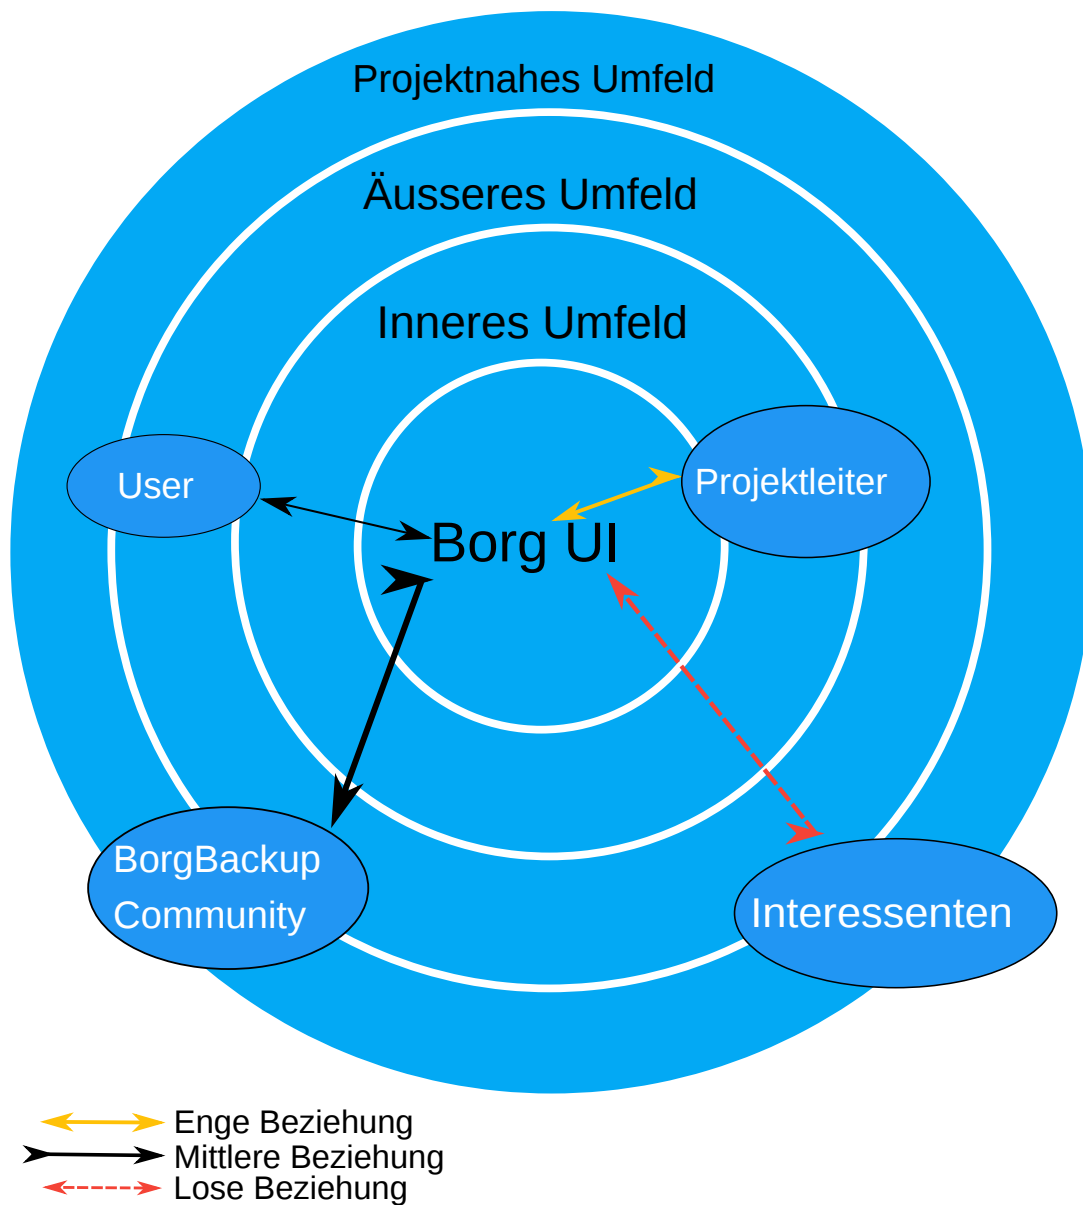 Projektnahes Umfeld
Äusseres Umfeld
Inneres Umfeld
User
Projektleiter
Borg UI
BorgBackup
Community
Interessenten
Enge Beziehung
Mittlere Beziehung
Lose Beziehung